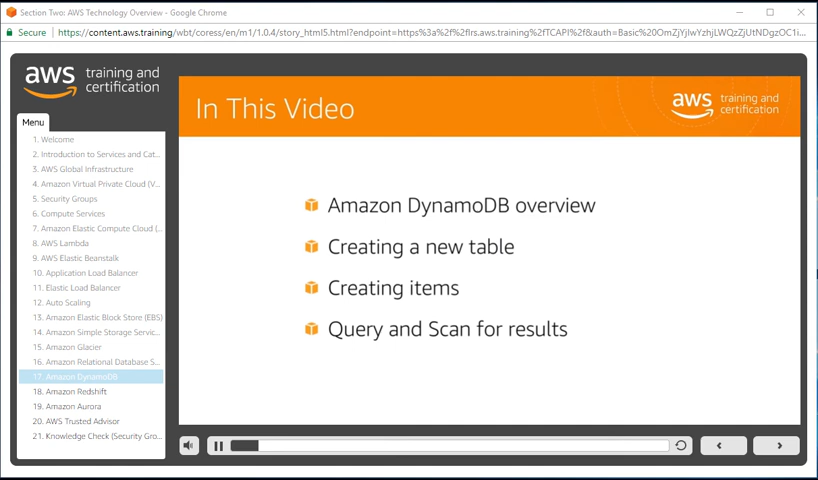 Section Two: AWS Technology Overview - Google Chrome
Secure
aws training and certification
Menu
1. Welcome
2. Introduction to Services and Cat...
3. AWS Global Infrastructure
4. Amazon Virtual Private Cloud (V...
5. Security Groups
6. Compute Services
7. Amazon Elastic Compute Cloud (...
8. AWS Lambda
9. AWS Elastic Beanstalk
10. Application Load Balancer
11. Elastic Load Balancer
12. Auto Scaling
13. Amazon Elastic Block Store (EBS)
14. Amazon Simple Storage Servic...
15. Amazon Glacier
16. Amazon Relational Database S...
17. Amazon DynamoDB
18. Amazon Redshift
19. Amazon Aurora
20. AWS Trusted Advisor
21. Knowledge Check (Security Gro...
In This Video
aws training and certification
Amazon DynamoDB overview
Creating a new table
Creating items
Query and Scan for results